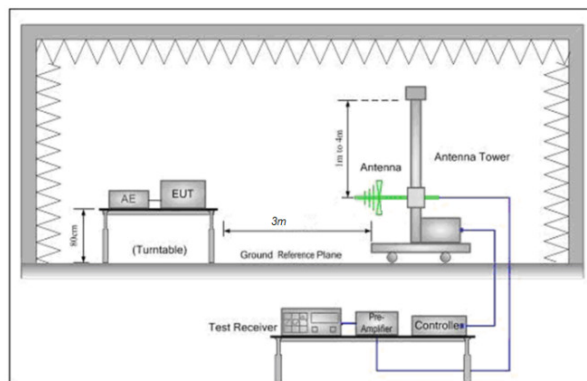 1m to 4m
Antenna
Antenna Tower
AE
EUT
80cm
(Turntable)
3m
Ground Reference Plane
Test Receiver
Pre-
Amplifier
Controller